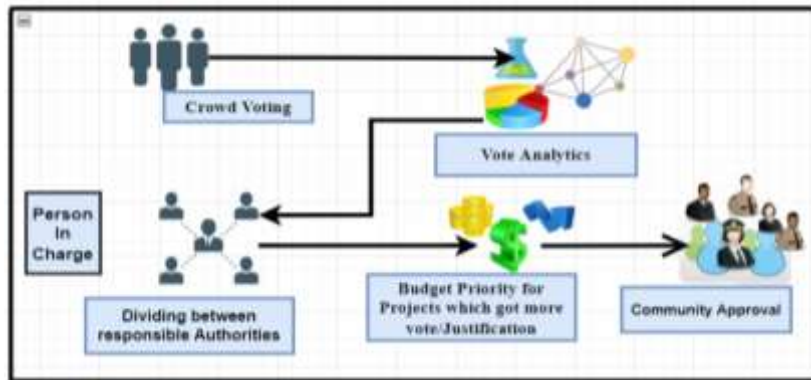 Crowd Voting
Vote Analytics
Person
In
Charge
Dividing between
responsible Authorities
Budget Priority for
Projects which got more
vote/Justification
Community Approval